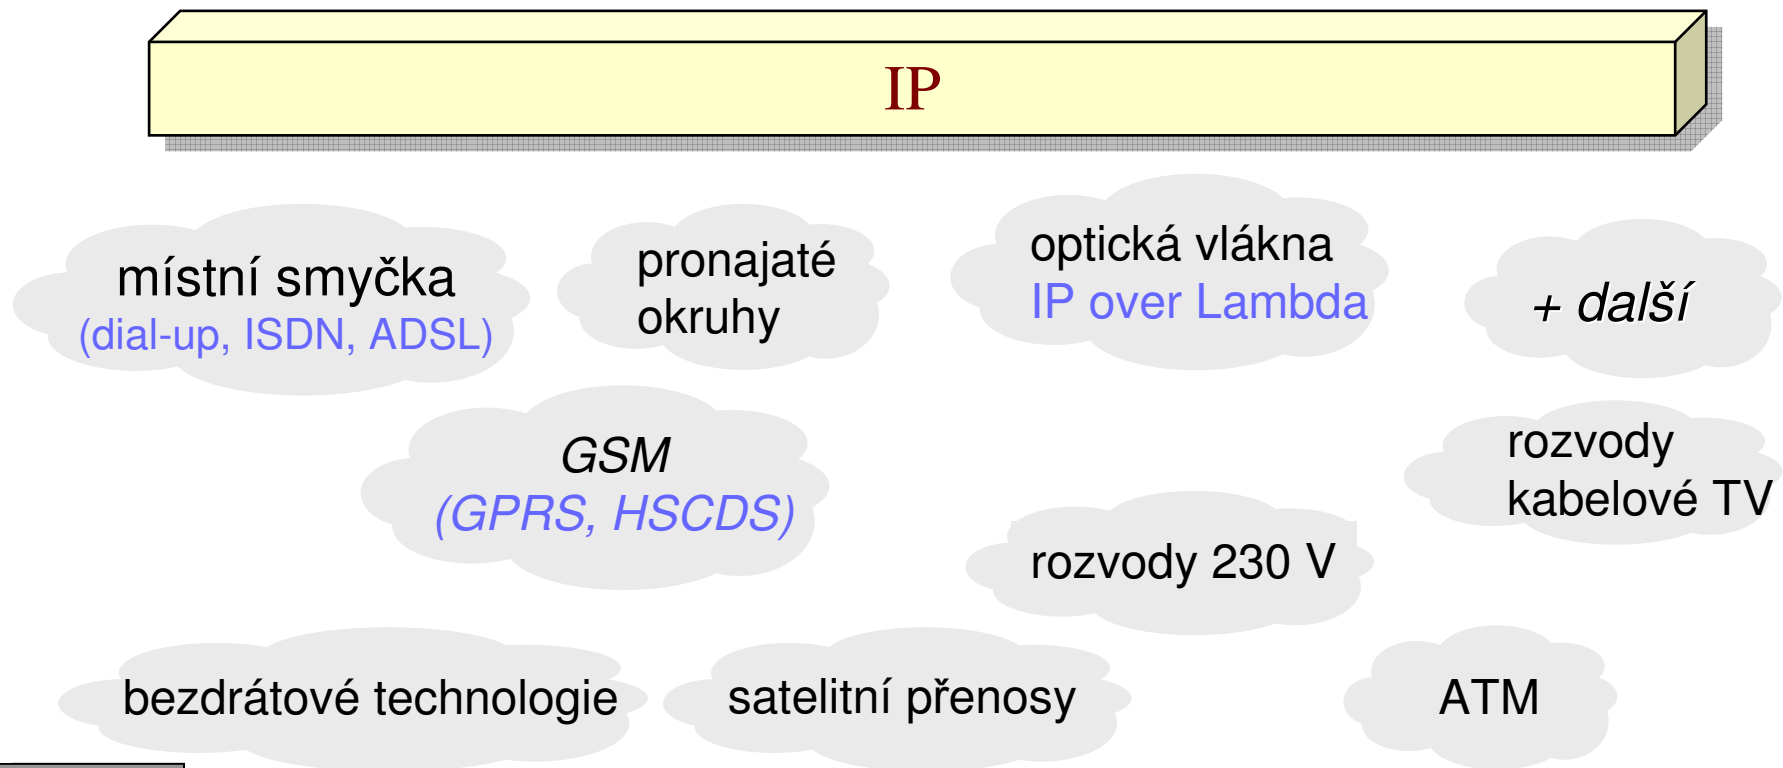 IP
místní smyčka
(dial-up, ISDN, ADSL)
pronajaté
okruhy
optická vlákna
IP over Lambda
+ další
GSM
(GPRS, HSCDS)
rozvody
kabelové TV
rozvody 230 V
bezdrátové technologie
satelitní přenosy
ATM